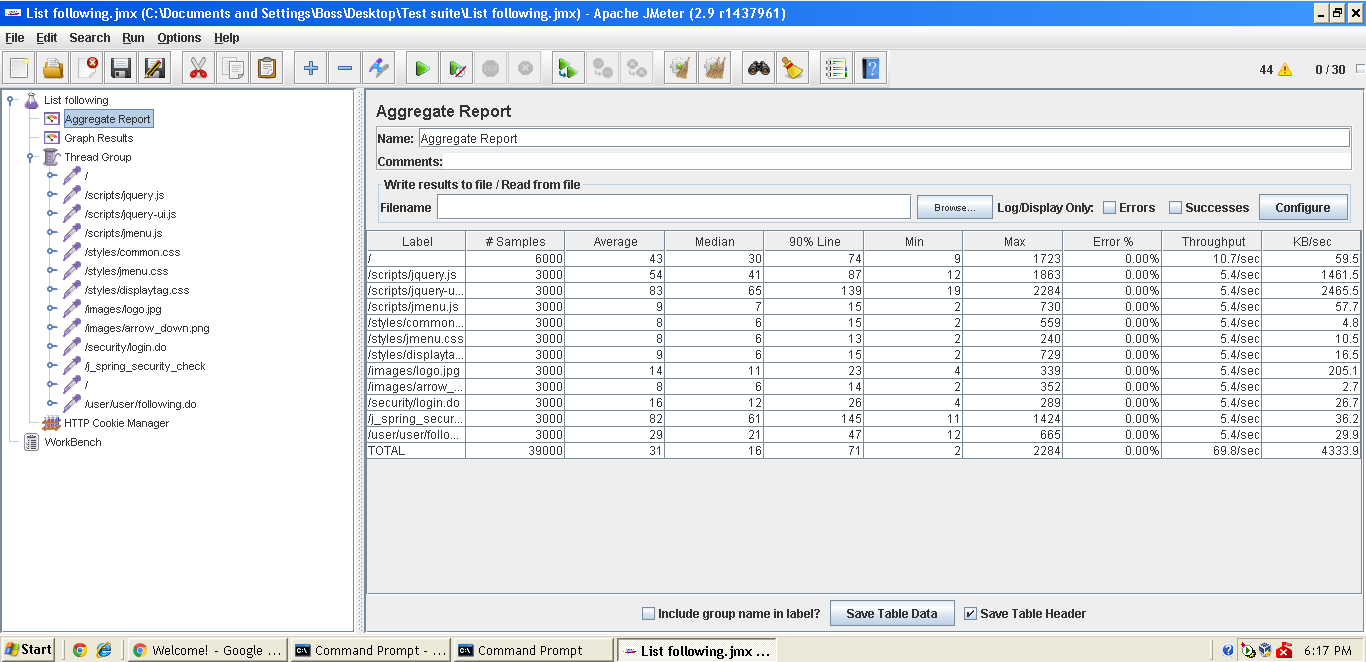 List following.jmx (C:\Documents and Settings\Boss\Desktop\Test suite\List following.jmx) - Apache JMeter (2.9 r1437961)
File Edit Search Run Options Help
44 0 / 30
List following
Aggregate Report
Graph Results
Thread Group
/
/scripts/jquery.js
/scripts/jquery-ui.js
/scripts/jmenu.js
/styles/common.css
/styles/jmenu.css
/styles/displaytag.css
/images/logo.jpg
/images/arrow_down.png
/security/login.do
/j_spring_security_check
/
/user/user/following.do
HTTP Cookie Manager
WorkBench
Aggregate Report
Name: Aggregate Report
Comments:
Write results to file / Read from file
Filename Browse... Log/Display Only: Errors Successes Configure
Label # Samples Average Median 90% Line Min Max Error % Throughput KB/sec
/ 6000 43 30 74 9 1723 0.00% 10.7/sec 59.5
/scripts/jquery.js 3000 54 41 87 12 1863 0.00% 5.4/sec 1461.5
/scripts/jquery-u... 3000 83 65 139 19 2284 0.00% 5.4/sec 2465.5
/scripts/jmenu.js 3000 9 7 15 2 730 0.00% 5.4/sec 57.7
/styles/common... 3000 8 6 15 2 559 0.00% 5.4/sec 4.8
/styles/jmenu.css 3000 8 6 13 2 240 0.00% 5.4/sec 10.5
/styles/displayta... 3000 9 6 15 2 729 0.00% 5.4/sec 16.5
/images/logo.jpg 3000 14 11 23 4 339 0.00% 5.4/sec 205.1
/images/arrow_... 3000 8 6 14 2 352 0.00% 5.4/sec 2.7
/security/login.do 3000 16 12 26 4 289 0.00% 5.4/sec 26.7
/j_spring_secur... 3000 82 61 145 11 1424 0.00% 5.4/sec 36.2
/user/user/follo... 3000 29 21 47 12 665 0.00% 5.4/sec 29.9
TOTAL 39000 31 16 71 2 2284 0.00% 69.8/sec 4333.9
Include group name in label? Save Table Data Save Table Header
Start Welcome! - Google ... Command Prompt - ... Command Prompt List following.jmx ... 6:17 PM